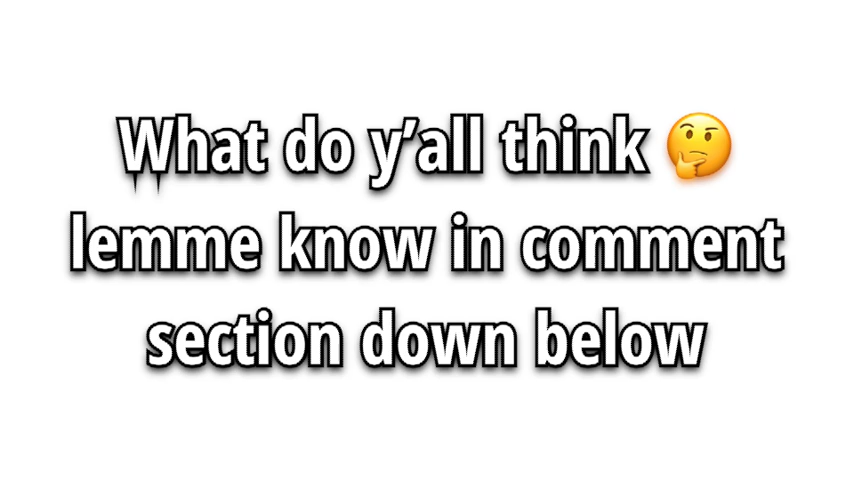 What do y’all think 🤔
lemme know in comment
section down below